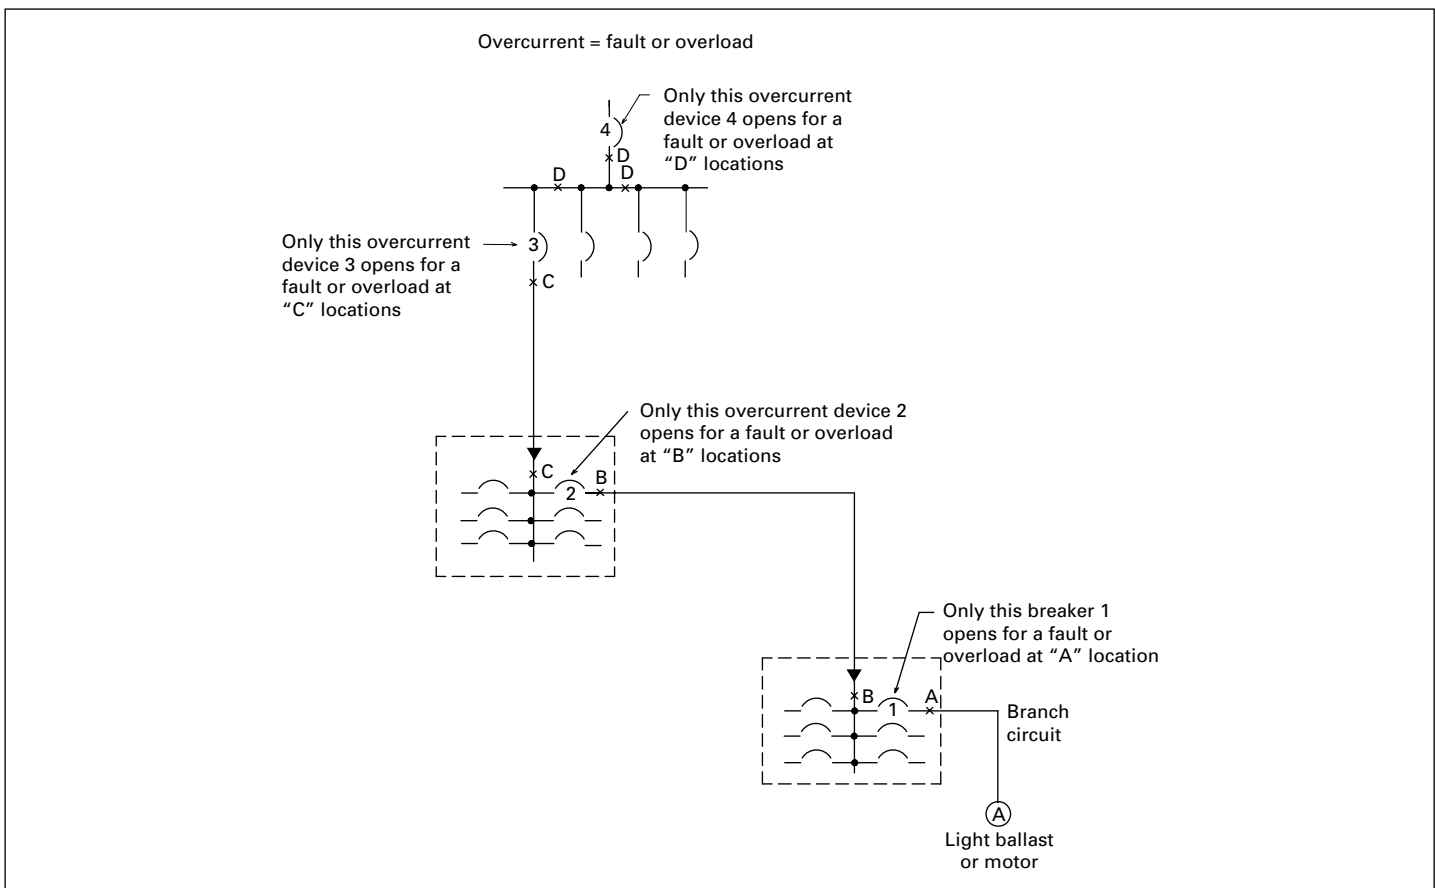 Overcurrent = fault or overload
Only this overcurrent
device 4 opens for a
fault or overload at
“D” locations
4
D
D
D
Only this overcurrent
device 3 opens for a
fault or overload at
“C” locations
3
C
Only this overcurrent device 2
opens for a fault or overload
at “B” locations
C
B
2
Only this breaker 1
opens for a fault or
overload at “A” location
B
A
1
Branch
circuit
A
Light ballast
or motor